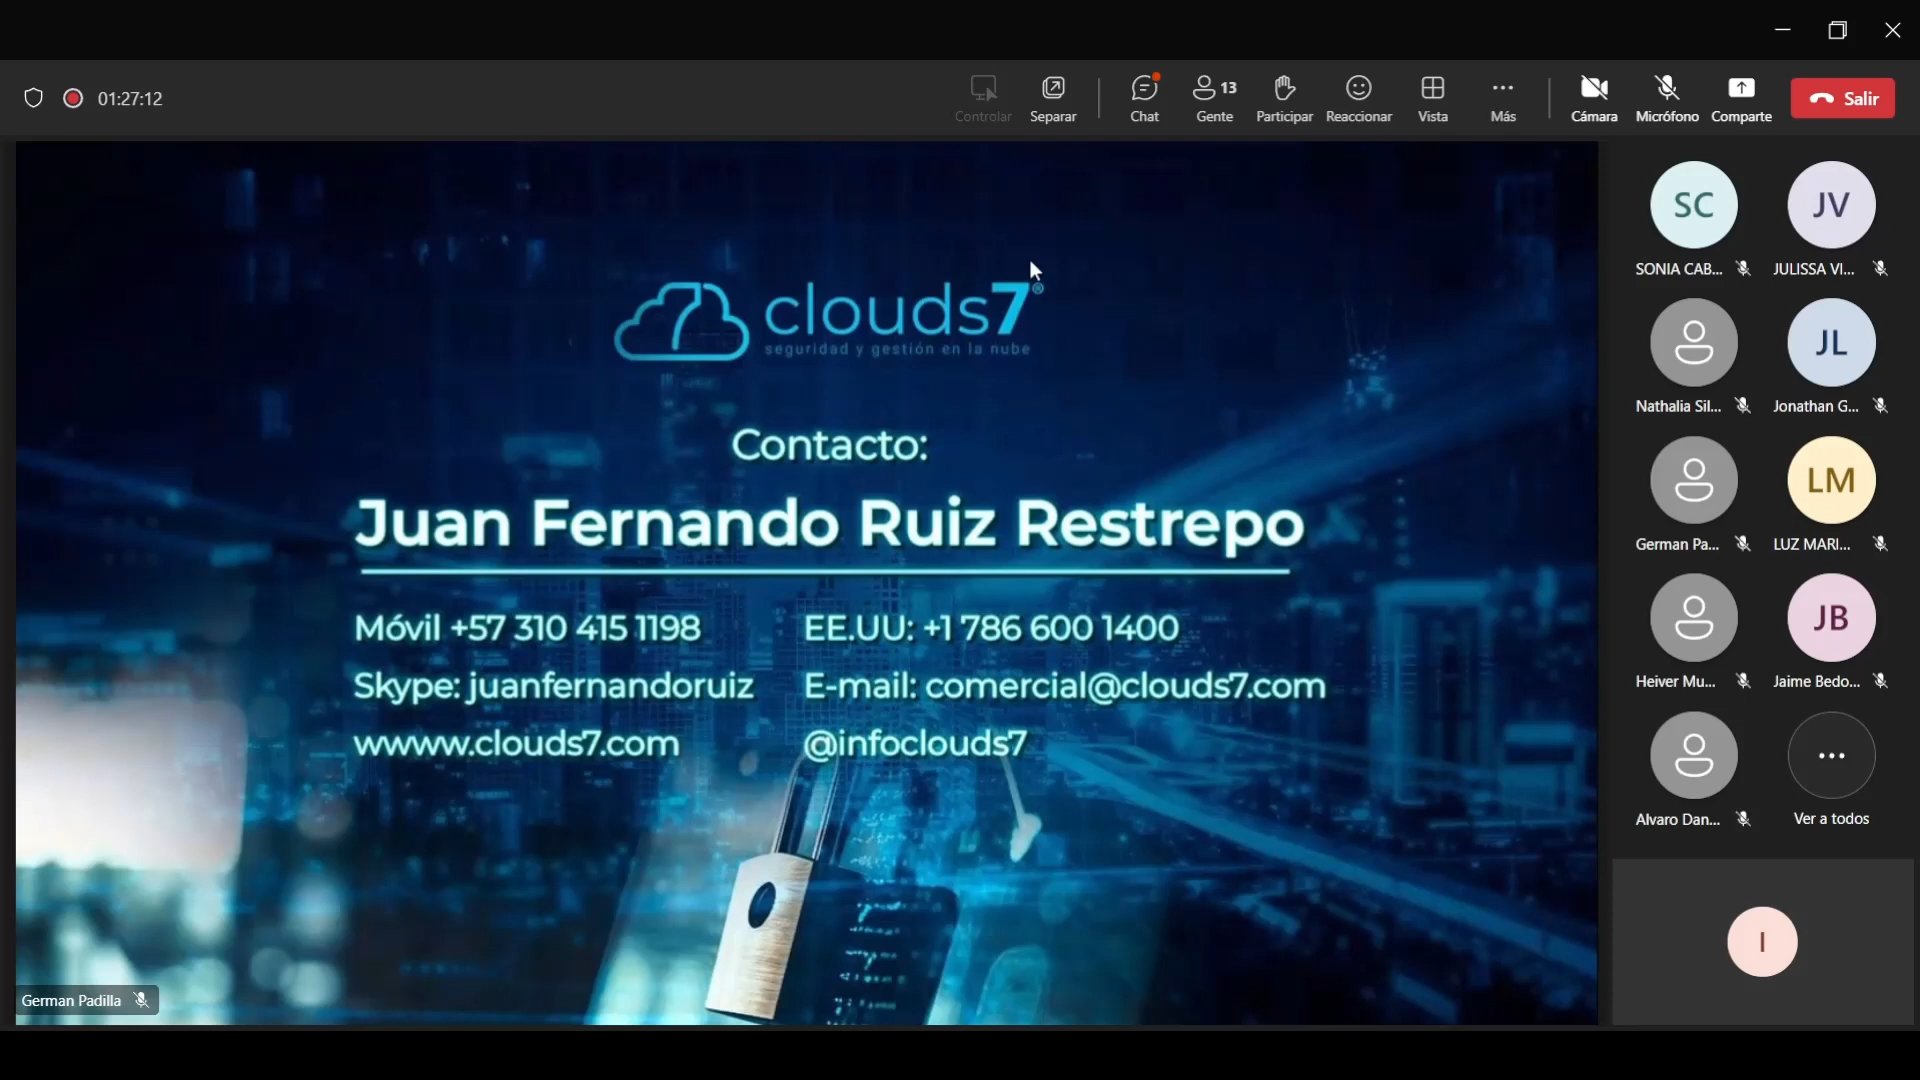 01:27:12
Controlar
Separar
Chat
13
Gente
Participar
Reaccionar
Vista
Más
Cámara
Micrófono
Comparte
Salir
clouds7®
seguridad y gestión en la nube
Contacto:
Juan Fernando Ruiz Restrepo
Móvil +57 310 415 1198
EE.UU: +1 786 600 1400
Skype: juanfernandoruiz
E-mail: comercial@clouds7.com
wwww.clouds7.com
@infoclouds7
German Padilla
SC
JV
SONIA CAB...
JULISSA VI...
JL
Nathalia Sil...
Jonathan G...
LM
German Pa...
LUZ MARI...
JB
Heiver Mu...
Jaime Bedo...
Alvaro Dan...
Ver a todos
I